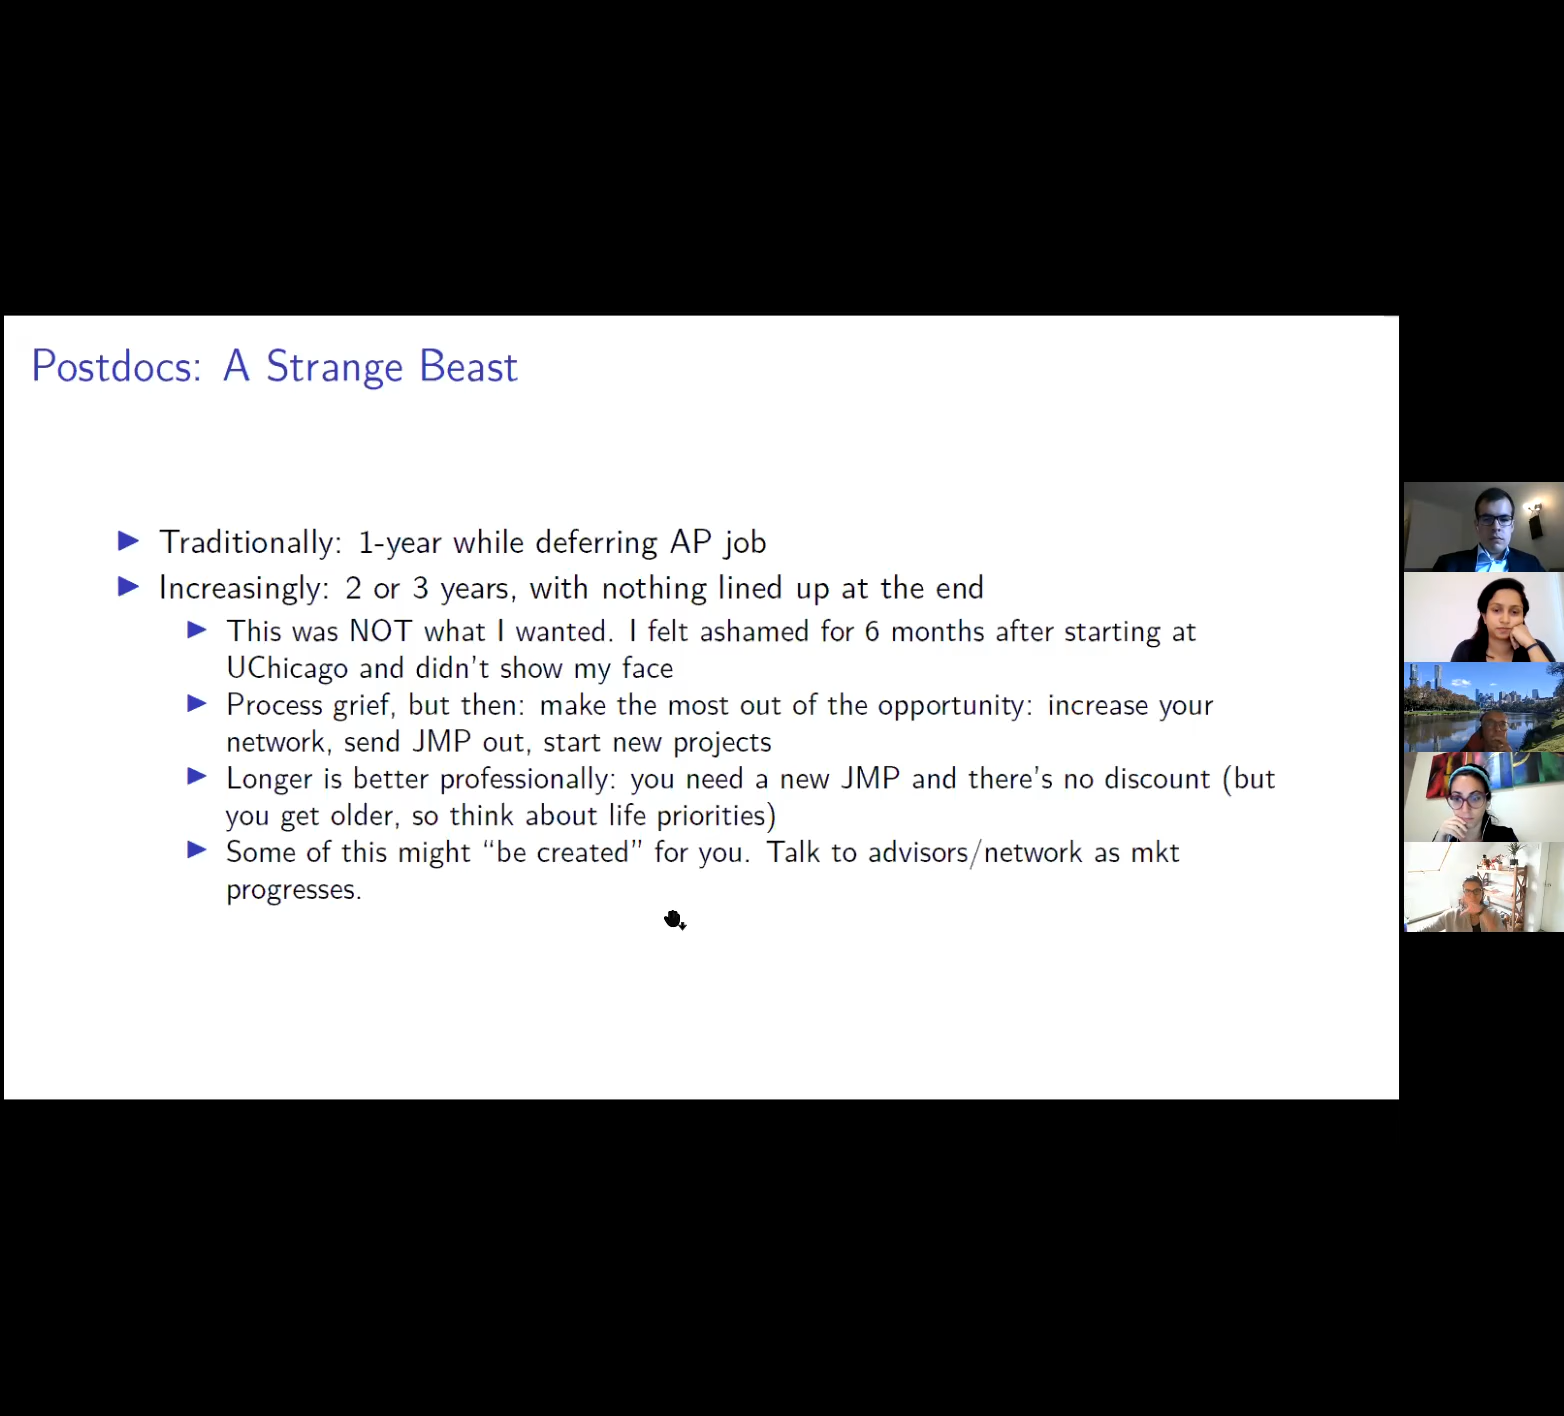 Postdocs: A Strange Beast
Traditionally: 1-year while deferring AP job
Increasingly: 2 or 3 years, with nothing lined up at the end
This was NOT what I wanted. I felt ashamed for 6 months after starting at
UChicago and didn't show my face
Process grief, but then: make the most out of the opportunity: increase your
network, send JMP out, start new projects
Longer is better professionally: you need a new JMP and there's no discount (but
you get older, so think about life priorities)
Some of this might “be created” for you. Talk to advisors/network as mkt
progresses.